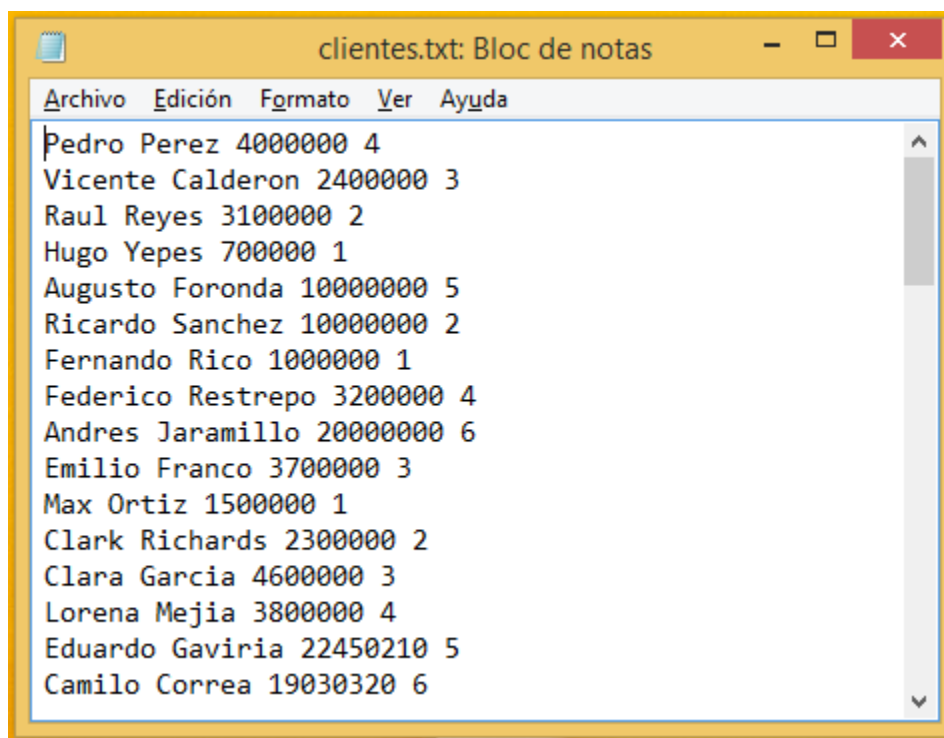 clientes.txt: Bloc de notas
Archivo Edición Formato Ver Ayuda
Pedro Perez 4000000 4
Vicente Calderon 2400000 3
Raul Reyes 3100000 2
Hugo Yepes 700000 1
Augusto Foronda 10000000 5
Ricardo Sanchez 10000000 2
Fernando Rico 1000000 1
Federico Restrepo 3200000 4
Andres Jaramillo 20000000 6
Emilio Franco 3700000 3
Max Ortiz 1500000 1
Clark Richards 2300000 2
Clara Garcia 4600000 3
Lorena Mejia 3800000 4
Eduardo Gaviria 22450210 5
Camilo Correa 19030320 6